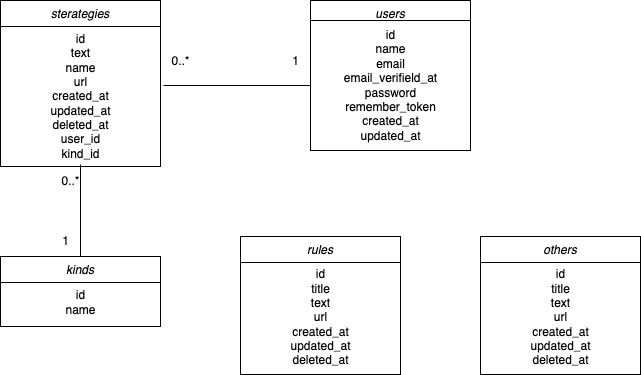 sterategies
id
text
name
url
created_at
updated_at
deleted_at
user_id
kind_id
0..*
1
users
id
name
email
email_verifield_at
password
remember_token
created_at
updated_at
0..*
1
kinds
id
name
rules
id
title
text
url
created_at
updated_at
deleted_at
others
id
title
text
url
created_at
updated_at
deleted_at